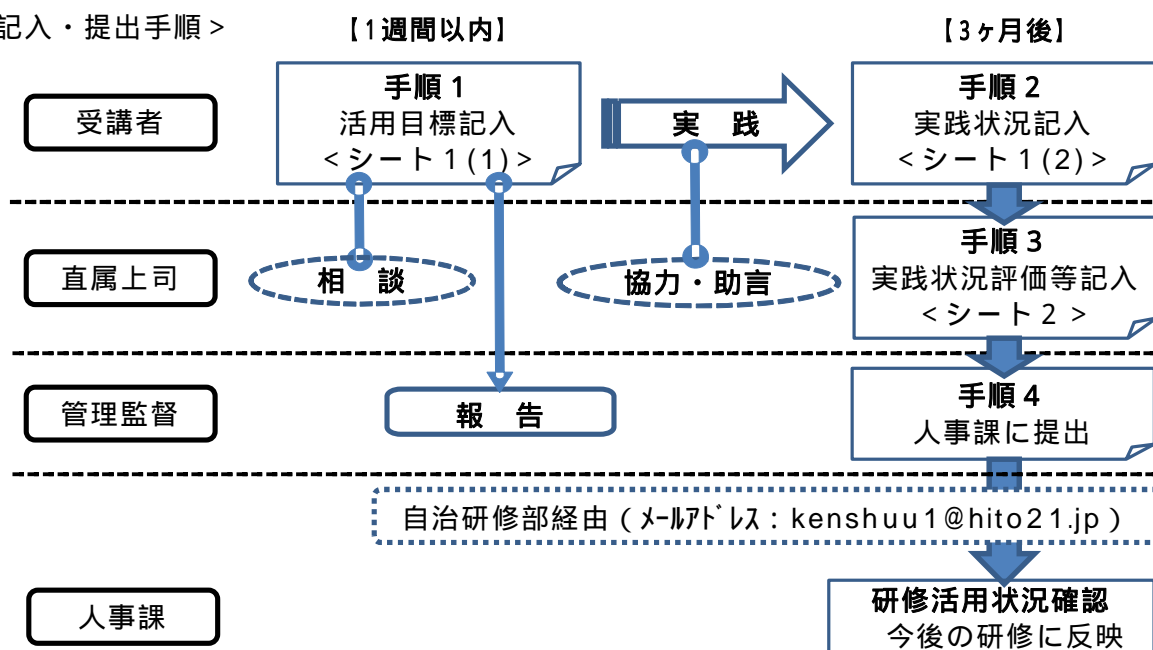 記入・提出手順＞
【1週間以内】
【3ヶ月後】
受講者
手順１
活用目標記入
＜シート１(1)＞
実　践
手順２
実践状況記入
＜シート１(2)＞
直属上司
相　談
協力・助言
手順３
実践状況評価等記入
＜シート２＞
管理監督
報　告
手順４
人事課に提出
自治研修部経由（ﾒｰﾙｱﾄﾞﾚｽ：kenshuu1@hito21.jp）
人事課
研修活用状況確認
今後の研修に反映